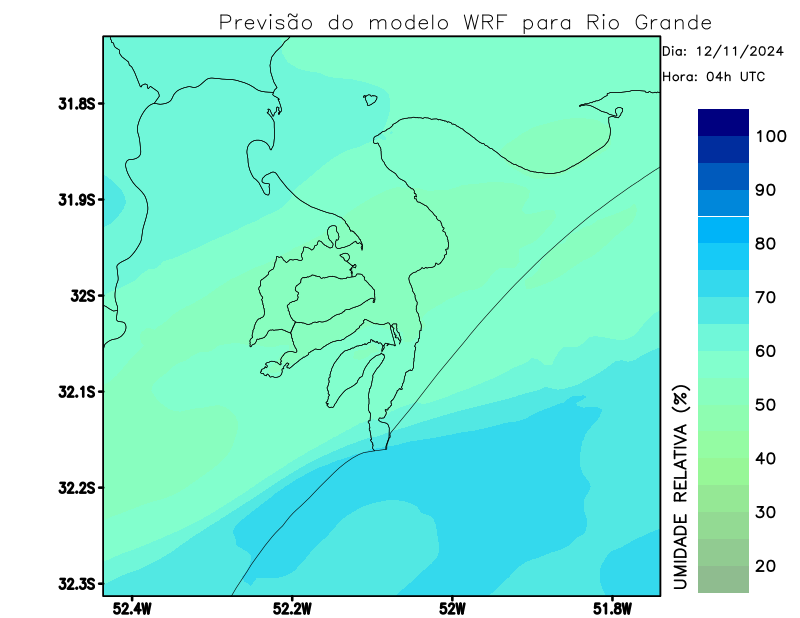 Previsão do modelo WRF para Rio Grande
Dia: 12/11/2024
Hora: 04h UTC
31.8S
31.9S
32S
32.1S
32.2S
32.3S
52.4W
52.2W
52W
51.8W
100
90
80
70
60
50
40
30
20
UMIDADE RELATIVA (%)